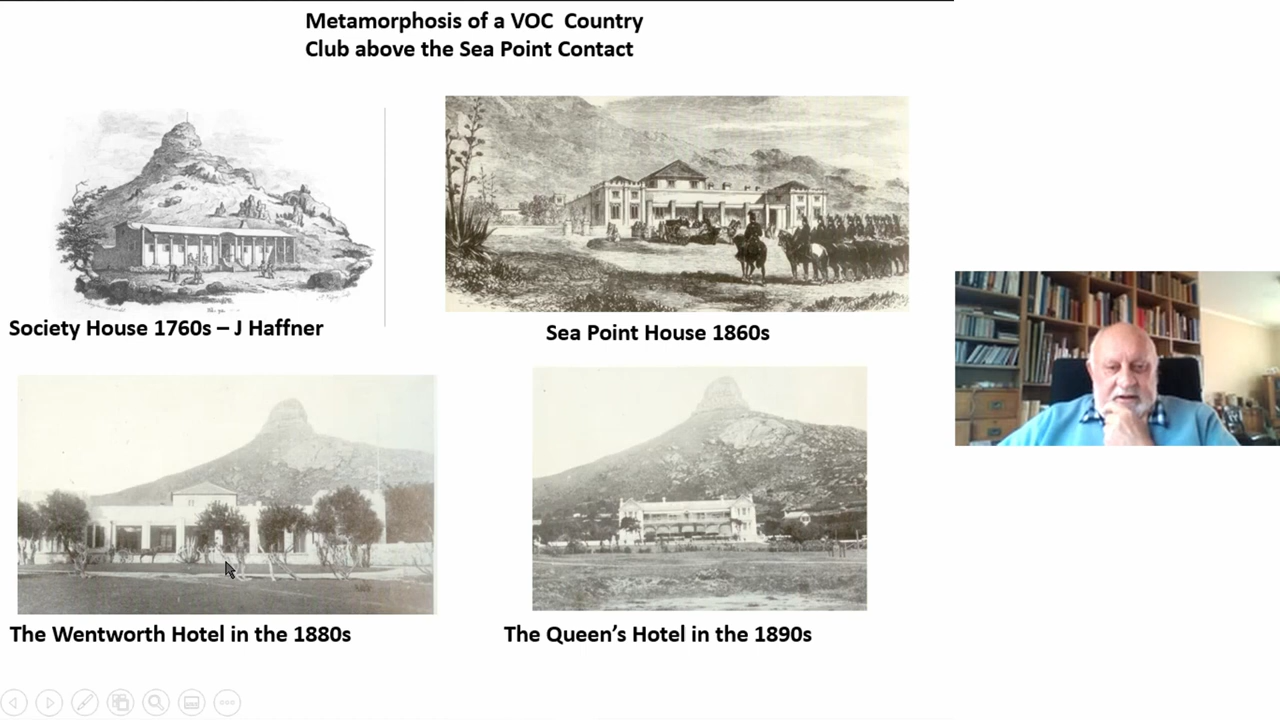 Metamorphosis of a VOC Country
Club above the Sea Point Contact
Society House 1760s – J Haffner
Sea Point House 1860s
The Wentworth Hotel in the 1880s
The Queen's Hotel in the 1890s